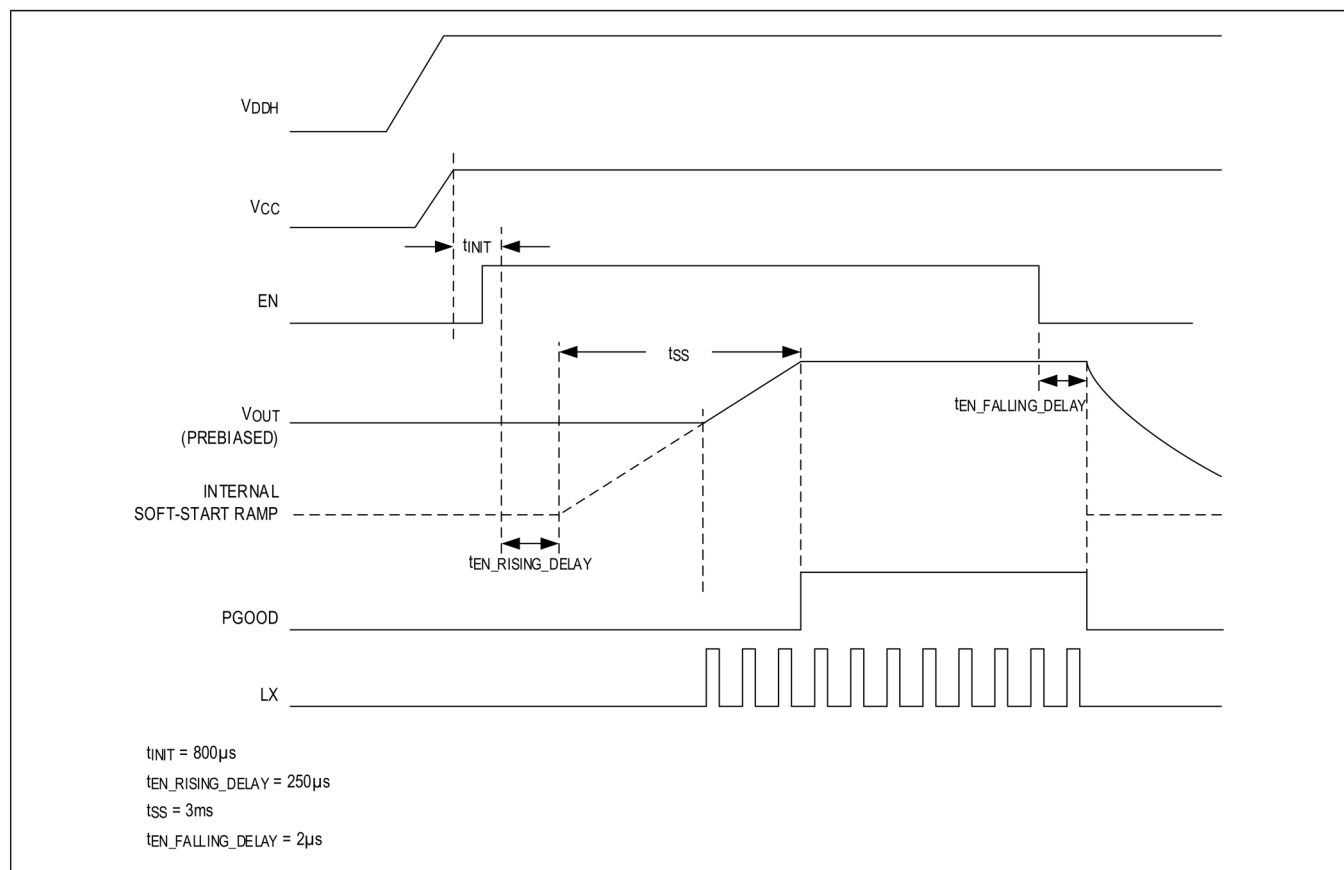 VDDH
VCC
tINIT
EN
tSS
VOUT
(PREBIASED)
tEN_FALLING_DELAY
INTERNAL
SOFT-START RAMP
tEN_RISING_DELAY
PGOOD
LX
tINIT = 800µs
tEN_RISING_DELAY = 250µs
tSS = 3ms
tEN_FALLING_DELAY = 2µs